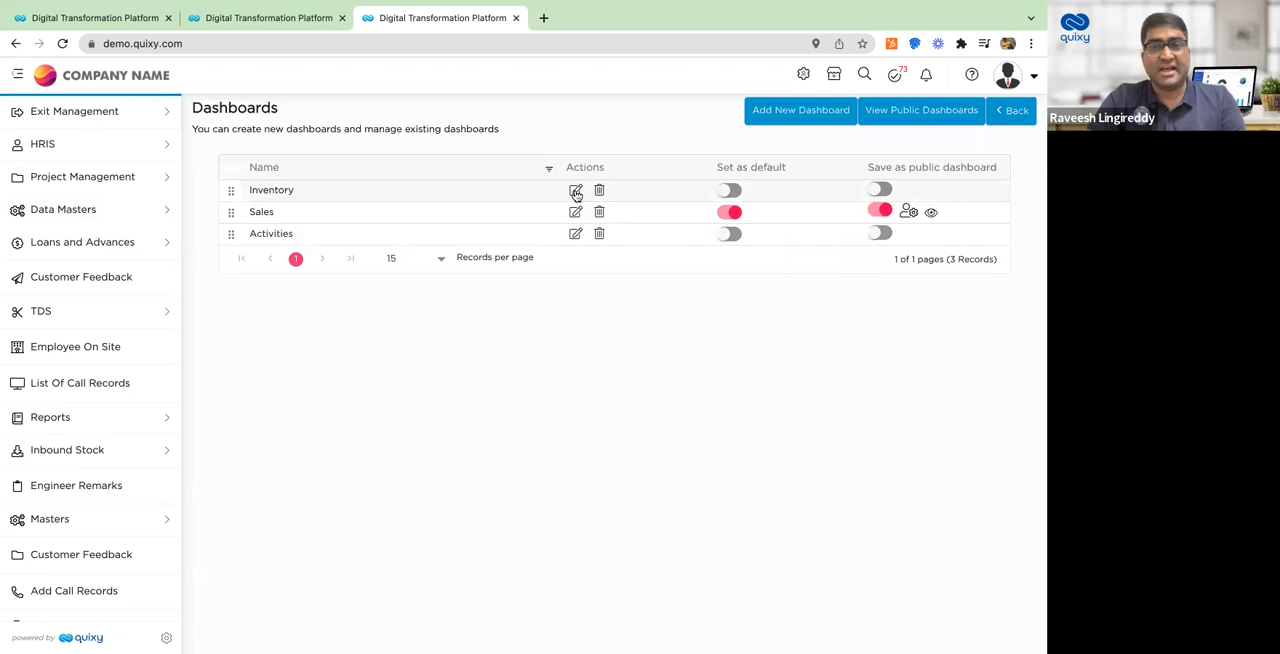 Digital Transformation Platform
Digital Transformation Platform
Digital Transformation Platform
demo.quixy.com
COMPANY NAME
73
quixy
Raveesh Lingireddy
Exit Management
HRIS
Project Management
Data Masters
Loans and Advances
Customer Feedback
TDS
Employee On Site
List Of Call Records
Reports
Inbound Stock
Engineer Remarks
Masters
Customer Feedback
Add Call Records
powered by quixy
Dashboards
You can create new dashboards and manage existing dashboards
Add New Dashboard
View Public Dashboards
Back
Name Actions Set as default Save as public dashboard
Inventory
Sales
Activities
1 15 Records per page 1 of 1 pages (3 Records)